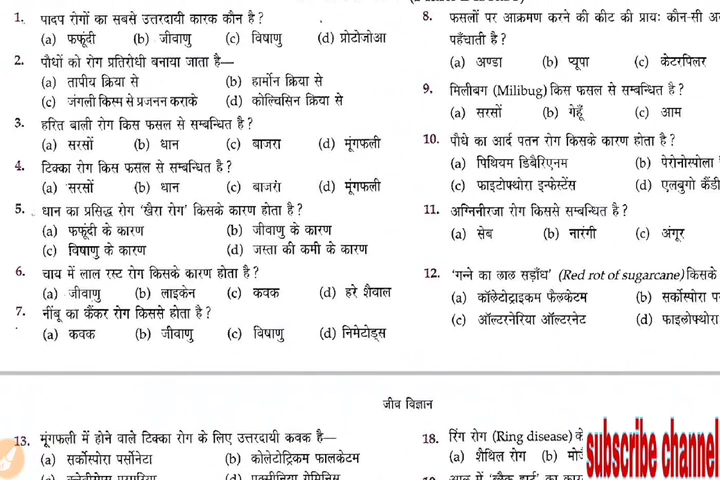 1. पादप रोगों का सबसे उत्तरदायी कारक कौन है?
(a) फफूंदी (b) जीवाणु (c) विषाणु (d) प्रोटोजोआ
2. पौधों को रोग प्रतिरोधी बनाया जाता है—
(a) तापीय क्रिया से (b) हार्मोन क्रिया से
(c) जंगली किस्म से प्रजनन कराके (d) कोल्चिसिन क्रिया से
3. हरित बाली रोग किस फसल से सम्बन्धित है?
(a) सरसों (b) धान (c) बाजरा (d) मूंगफली
4. टिक्का रोग किस फसल से सम्बन्धित है?
(a) सरसों (b) धान (c) बाजरा (d) मूंगफली
5. धान का प्रसिद्ध रोग 'खैरा रोग' किसके कारण होता है?
(a) फफूंदी के कारण (b) जीवाणु के कारण
(c) विषाणु के कारण (d) जस्ता की कमी के कारण
6. चाय में लाल रस्ट रोग किसके कारण होता है?
(a) जीवाणु (b) लाइकेन (c) कवक (d) हरे शैवाल
7. नींबू का कैंकर रोग किससे होता है?
(a) कवक (b) जीवाणु (c) विषाणु (d) निमेटोड्स
8. फसलों पर आक्रमण करने की कीट की प्रायः कौन-सी
पहुँचाती है?
(a) अण्डा (b) प्यूपा (c) केटरपिलर
9. मिलीबग (Milibug) किस फसल से सम्बन्धित है?
(a) सरसों (b) गेहूँ (c) आम
10. पौधे का आर्द्र पतन रोग किसके कारण होता है?
(a) पिथियम डिबैरिएनम (b) पेरोनोस्पोला
(c) फाइटोफ्थोरा इन्फेस्टेंस (d) एलबुगो कैंडी
11. अग्निनीरजा रोग किससे सम्बन्धित है?
(a) सेब (b) नारंगी (c) अंगूर
12. 'गन्ने का लाल सड़ाँध' (Red rot of sugarcane) किसके
(a) कॉलेटोट्राइकम फैलकेटम (b) सर्कोस्पोरा
(c) ऑल्टरनेरिया ऑल्टरनेट (d) फाइलोफ्थोरा
जीव विज्ञान
13. मूंगफली में होने वाले टिक्का रोग के लिए उत्तरदायी कवक है—
(a) सर्कोस्पोरा पर्सोनेटा (b) कोलेटोट्रिकम फालकेटम
18. रिंग रोग (Ring disease) के
(a) शैथिल रोग (b)
subscribe channel